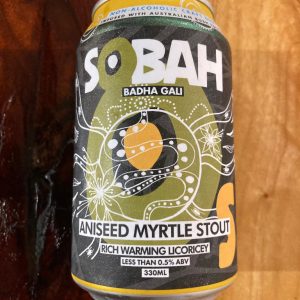 NON-ALCOHOLIC CRAFT
INFUSED WITH AUSTRALIAN
SOBAH
BADHA GALI
ANISEED MYRTLE STOUT
RICH WARMING LICORICEY
LESS THAN 0.5% ABV
330ML
S